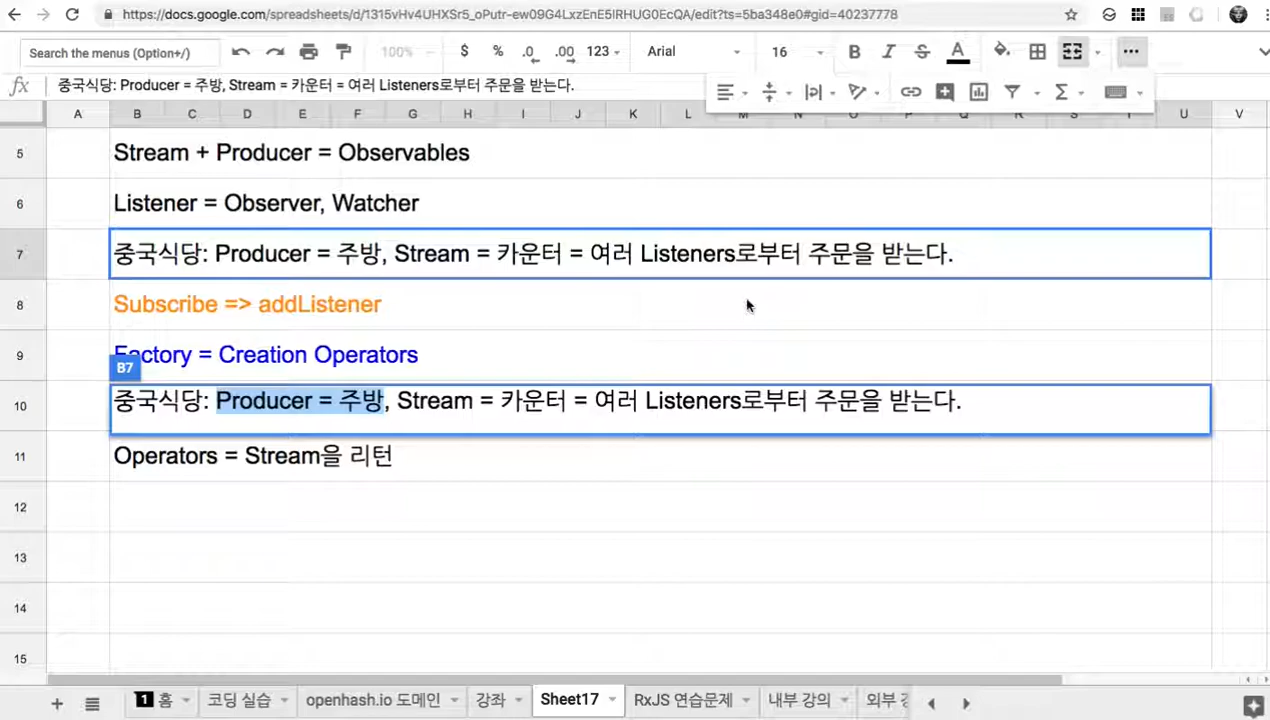 https://docs.google.com/spreadsheets/d/1315vHv4UHXSr5_oPutr-ew09G4LxzEnE5IRHUG0EcQA/edit?ts=5ba348e0#gid=40237778
Search the menus (Option+/) 100% $ % .0 .00 123 Arial 16 B I S A
fx 중국식당: Producer = 주방, Stream = 카운터 = 여러 Listeners로부터 주문을 받는다.
A B C D E F G H I J K L M N O P Q R S T U V
5 Stream + Producer = Observables
6 Listener = Observer, Watcher
7 중국식당: Producer = 주방, Stream = 카운터 = 여러 Listeners로부터 주문을 받는다.
8 Subscribe => addListener
9 Factory = Creation Operators
B7
10 중국식당: Producer = 주방, Stream = 카운터 = 여러 Listeners로부터 주문을 받는다.
11 Operators = Stream을 리턴
12
13
14
15
1 홈 코딩 실습 openhash.io 도메인 강좌 Sheet17 RxJS 연습문제 내부 강의 외부